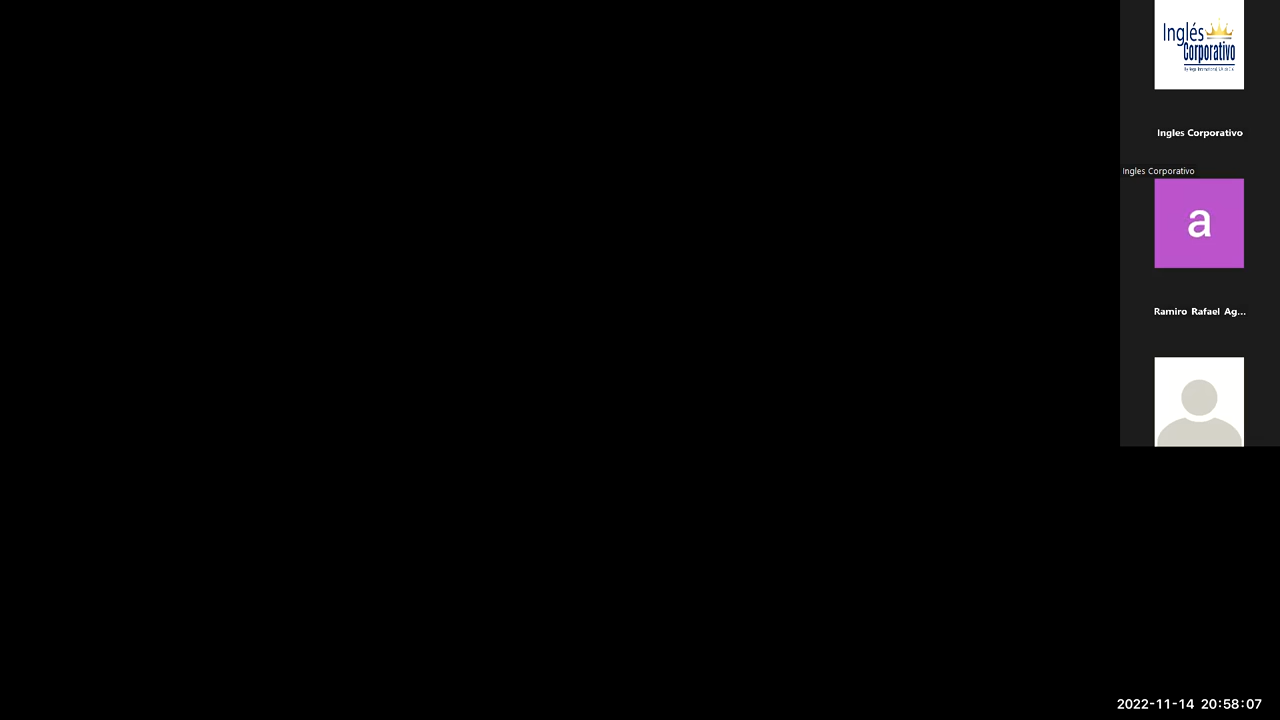 Inglés
Corporativo
Ingles Corporativo
Ingles Corporativo
a
Ramiro Rafael Ag...
2022-11-14 20:58:07